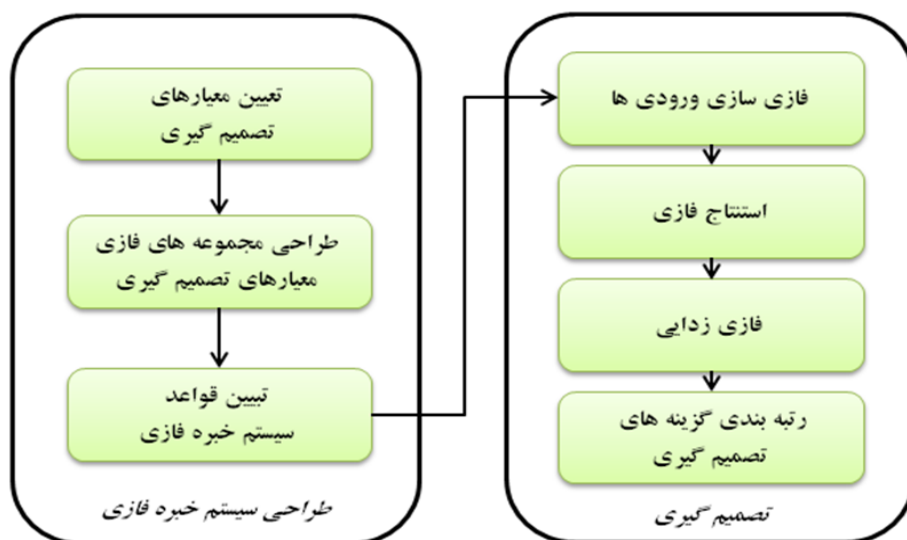 تعیین معیارهای
تصمیم گیری
طراحی مجموعه های فازی
معیارهای تصمیم گیری
تبیین قواعد
سیستم خبره فازی
طراحی سیستم خبره فازی
فازی سازی ورودی ها
استنتاج فازی
فازی زدایی
رتبه بندی گزینه های
تصمیم گیری
تصمیم گیری